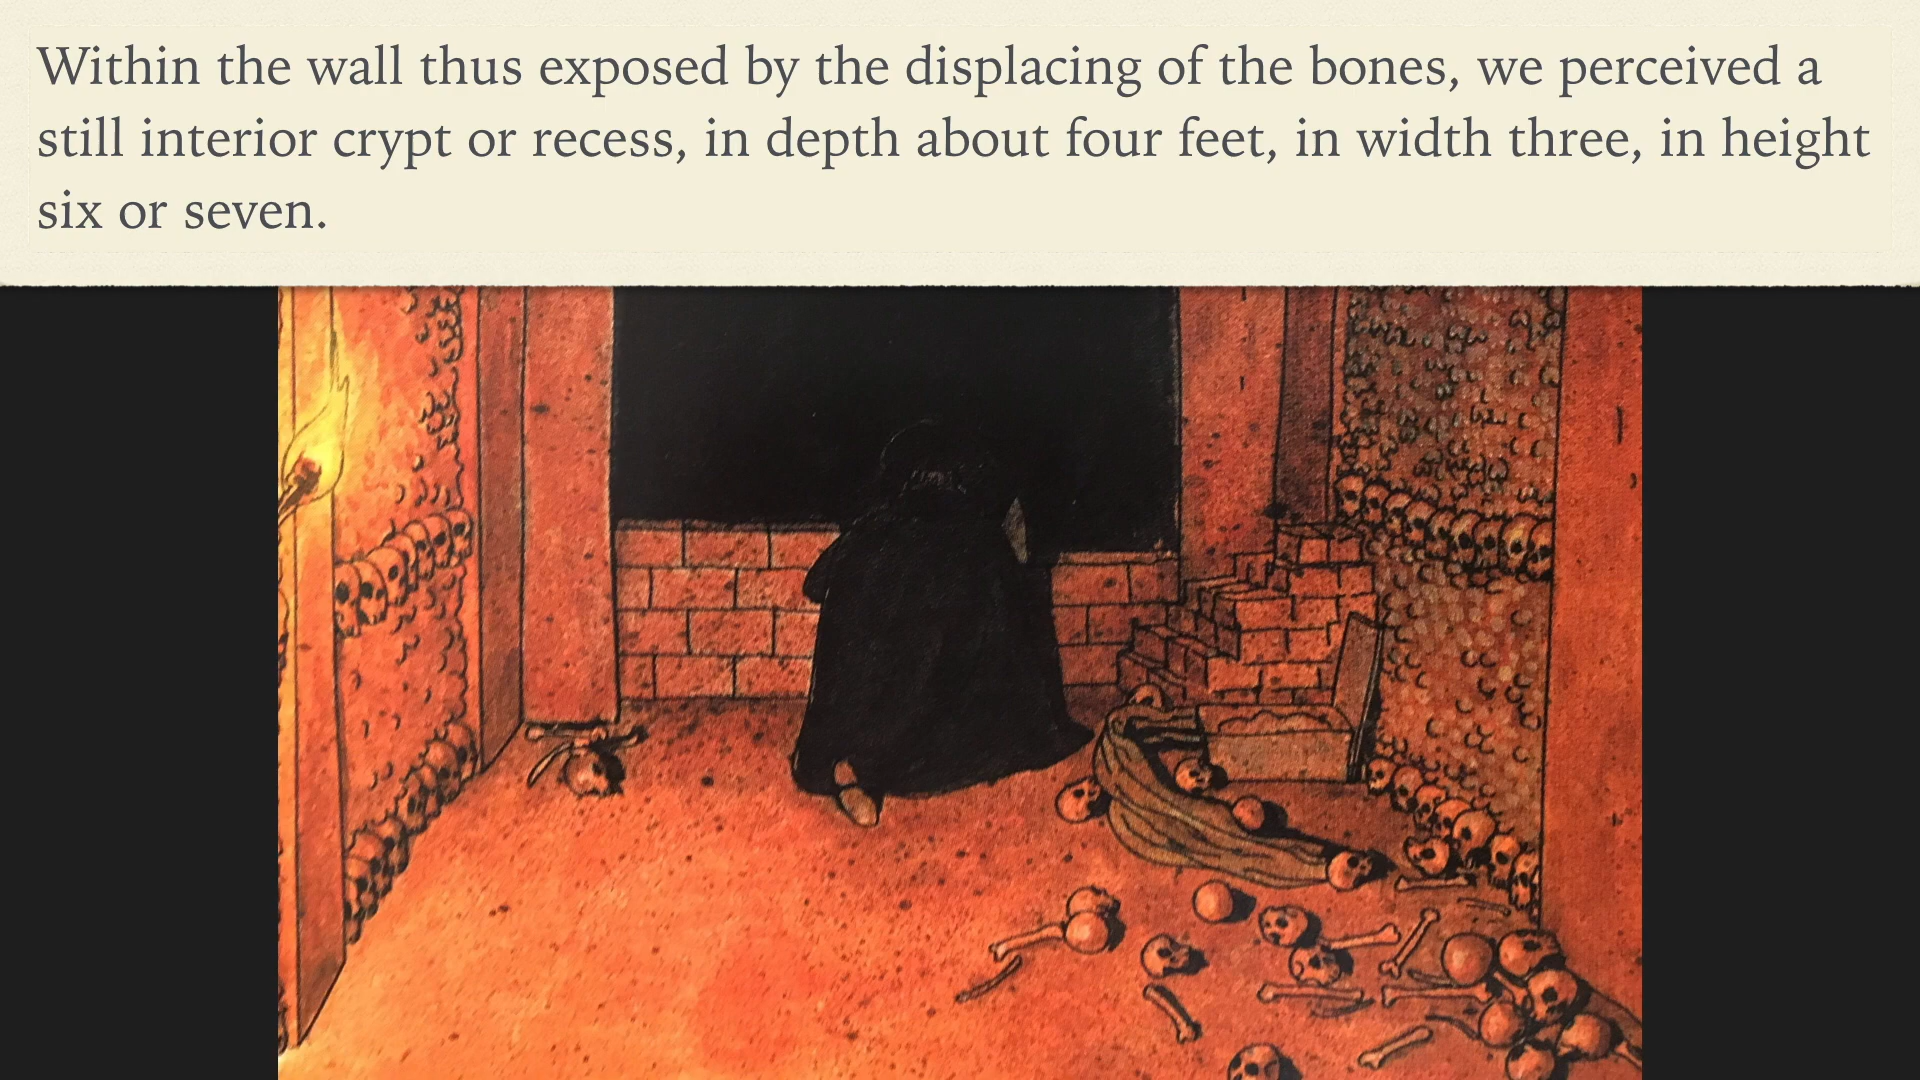 Within the wall thus exposed by the displacing of the bones, we perceived a
still interior crypt or recess, in depth about four feet, in width three, in height
six or seven.